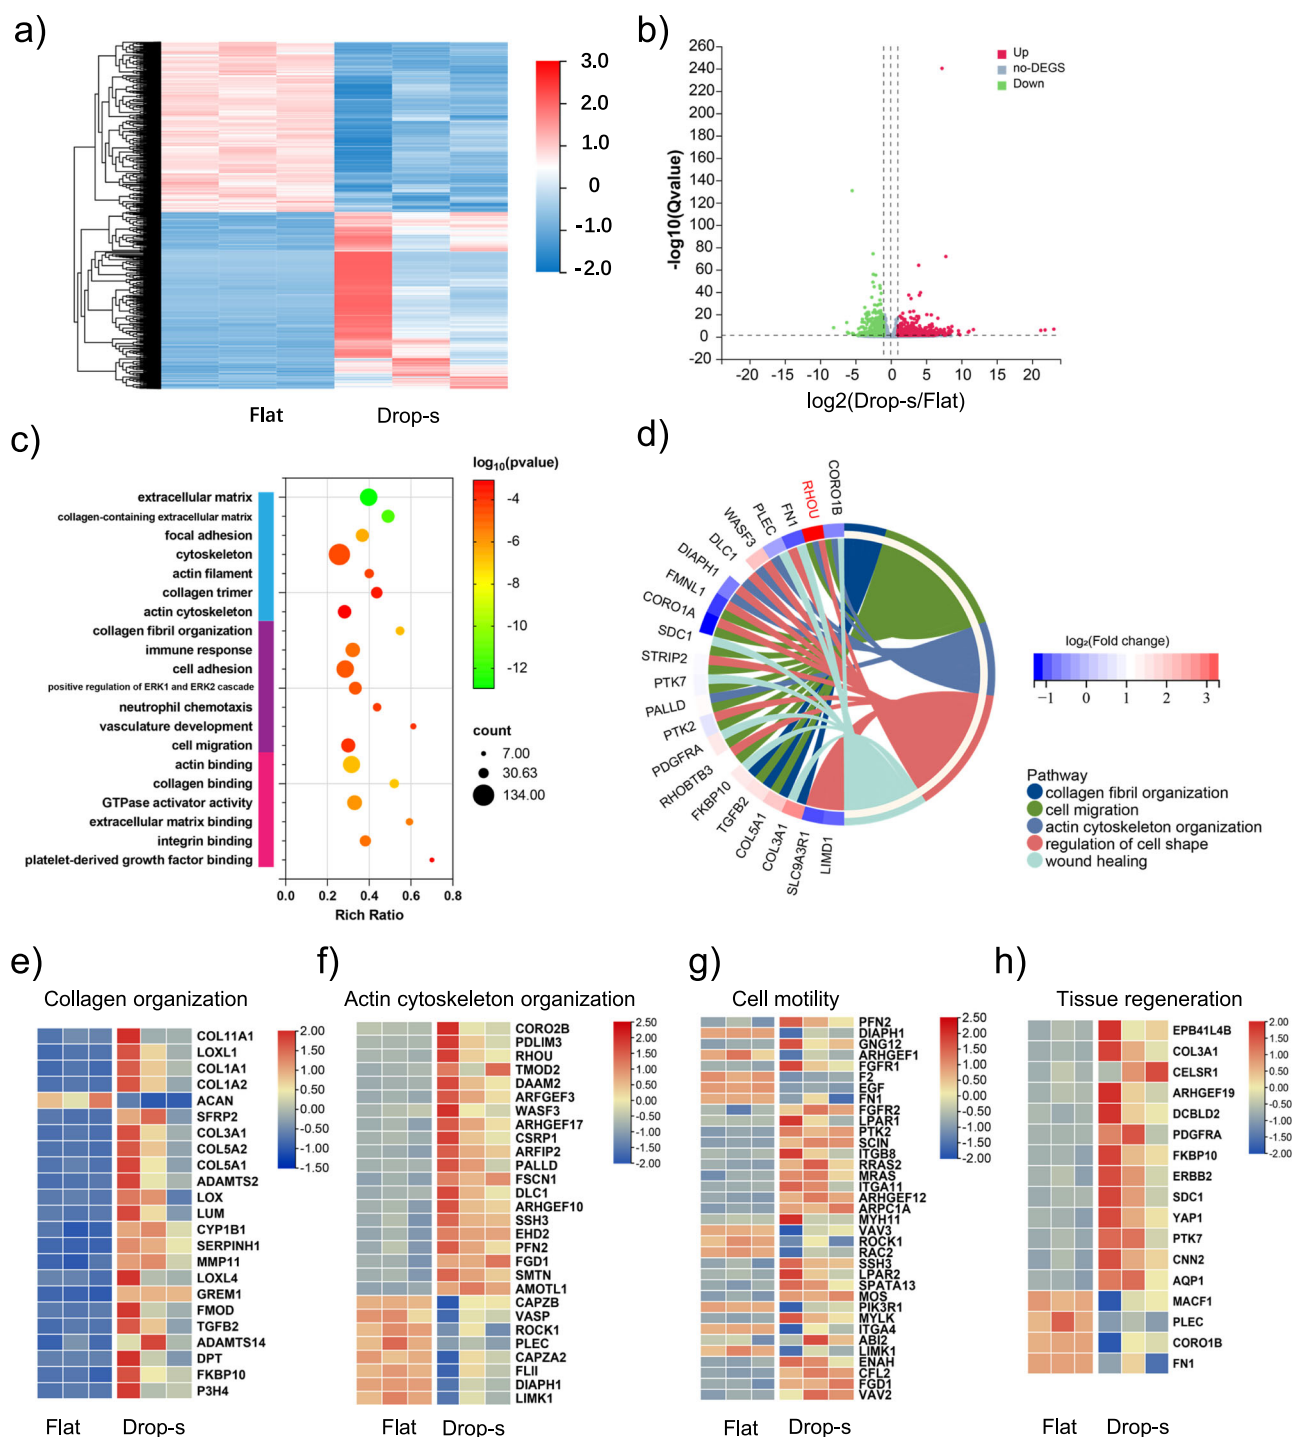 a)
3.0
2.0
1.0
0
-1.0
-2.0
Flat
Drop-s
b)
260
240
220
200
180
160
140
120
100
80
60
40
20
0
-20
-log10(Qvalue)
-20
-15
-10
-5
0
5
10
15
20
log2(Drop-s/Flat)
Up
no-DEGS
Down
c)
extracellular matrix
collagen-containing extracellular matrix
focal adhesion
cytoskeleton
actin filament
collagen trimer
actin cytoskeleton
collagen fibril organization
immune response
cell adhesion
positive regulation of ERK1 and ERK2 cascade
neutrophil chemotaxis
vasculature development
cell migration
actin binding
collagen binding
GTPase activator activity
extracellular matrix binding
integrin binding
platelet-derived growth factor binding
0.0
0.2
0.4
0.6
0.8
Rich Ratio
log10(pvalue)
-4
-6
-8
-10
-12
count
7.00
30.63
134.00
d)
CORO1B
RHOU
FN1
PLEC
WASF3
DLC1
DIAPH1
FMNL1
CORO1A
SDC1
STRIP2
PTK7
PALLD
PTK2
PDGFRA
RHOBTB3
FKBP10
TGFB2
COL5A1
COL3A1
SLC9A3R1
LIMD1
log2(Fold change)
-1
0
1
2
3
Pathway
collagen fibril organization
cell migration
actin cytoskeleton organization
regulation of cell shape
wound healing
e)
Collagen organization
COL11A1
LOXL1
COL1A1
COL1A2
ACAN
SFRP2
COL3A1
COL5A2
COL5A1
ADAMTS2
LOX
LUM
CYP1B1
SERPINH1
MMP11
LOXL4
GREM1
FMOD
TGFB2
ADAMTS14
DPT
FKBP10
P3H4
2.00
1.50
1.00
0.50
0.00
-0.50
-1.00
-1.50
Flat
Drop-s
f)
Actin cytoskeleton organization
CORO2B
PDLIM3
RHOU
TMOD2
DAAM2
ARFGEF3
WASF3
ARHGEF17
CSRP1
ARFIP2
PALLD
FSCN1
DLC1
ARHGEF10
SSH3
EHD2
PFN2
FGD1
SMTN
AMOTL1
CAPZB
VASP
ROCK1
PLEC
CAPZA2
FLII
DIAPH1
LIMK1
2.50
2.00
1.50
1.00
0.50
0.00
-0.50
-1.00
-1.50
-2.00
Flat
Drop-s
g)
Cell motility
PFN2
DIAPH1
GNG12
ARHGEF1
FGFR1
F2
EGF
FN1
FGFR2
LPAR1
PTK2
SCIN
ITGB8
RRAS2
MRAS
ITGA11
ARHGEF12
ARPC1A
MYH11
VAV3
ROCK1
RAC2
SSH3
LPAR2
SPATA13
MOS
PIK3R1
MYLK
ITGA4
ABI2
LIMK1
ENAH
CFL2
FGD1
VAV2
2.50
2.00
1.50
1.00
0.50
0.00
-0.50
-1.00
-1.50
-2.00
Flat
Drop-s
h)
Tissue regeneration
EPB41L4B
COL3A1
CELSR1
ARHGEF19
DCBLD2
PDGFRA
FKBP10
ERBB2
SDC1
YAP1
PTK7
CNN2
AQP1
MACF1
PLEC
CORO1B
FN1
2.00
1.50
1.00
0.50
0.00
-0.50
-1.00
-1.50
-2.00
Flat
Drop-s